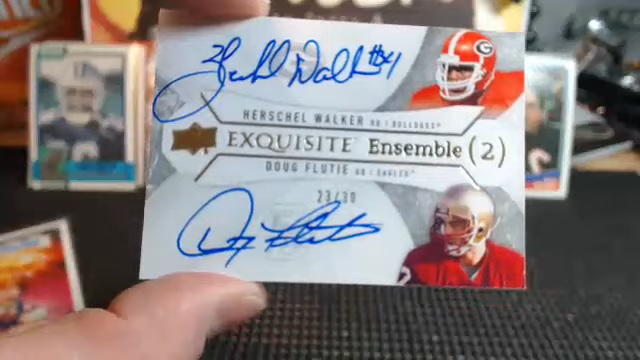 Herschel Walker #34
HERSCHEL WALKER RB | BULLDOGS
EXQUISITE Ensemble (2)
DOUG FLUTIE QB | EAGLES
23/30
Doug Flutie